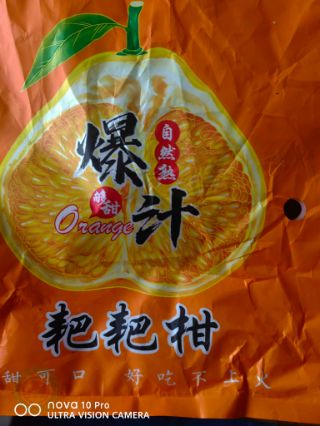 爆汁
自然熟
酸甜
Orange
耙耙柑
甜可口 好吃不上火
nova 10 Pro
ULTRA VISION CAMERA